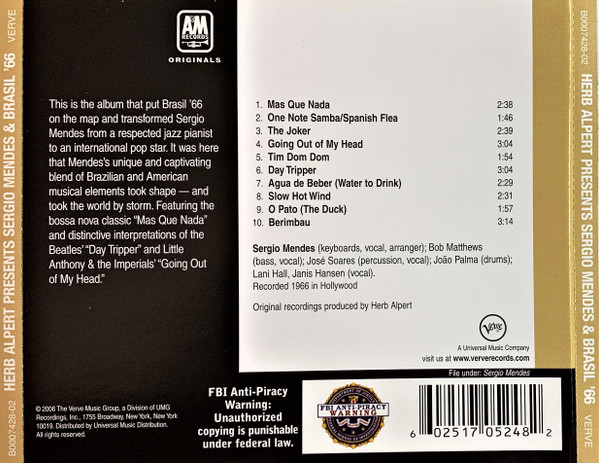 B0007428-02 HERB ALPERT PRESENTS SERGIO MENDES & BRASIL '66 VERVE
A&M
RECORDS
ORIGINALS
This is the album that put Brasil '66
on the map and transformed Sergio
Mendes from a respected jazz pianist
to an international pop star. It was here
that Mendes's unique and captivating
blend of Brazilian and American
musical elements took shape — and
took the world by storm. Featuring the
bossa nova classic "Mas Que Nada"
and distinctive interpretations of the
Beatles' "Day Tripper" and Little
Anthony & the Imperials' "Going Out
of My Head."
1. Mas Que Nada 2:38
2. One Note Samba/Spanish Flea 1:46
3. The Joker 2:39
4. Going Out of My Head 3:04
5. Tim Dom Dom 1:54
6. Day Tripper 3:04
7. Agua de Beber (Water to Drink) 2:29
8. Slow Hot Wind 2:31
9. O Pato (The Duck) 1:57
10. Berimbau 3:14
Sergio Mendes (keyboards, vocal, arranger); Bob Matthews
(bass, vocal); José Soares (percussion, vocal); João Palma (drums);
Lani Hall, Janis Hansen (vocal).
Recorded 1966 in Hollywood
Original recordings produced by Herb Alpert
Verve
A Universal Music Company
visit us at www.ververecords.com
File under: Sergio Mendes
© 2006 The Verve Music Group, a Division of UMG
Recordings, Inc., 1755 Broadway, New York, New York
10019. Distributed by Universal Music Distribution.
All rights reserved.
FBI Anti-Piracy
Warning:
Unauthorized
copying is punishable
under federal law.
FBI ANTI-PIRACY
WARNING
6 02517 05248 2
B0007428-02 HERB ALPERT PRESENTS SERGIO MENDES & BRASIL '66 VERVE